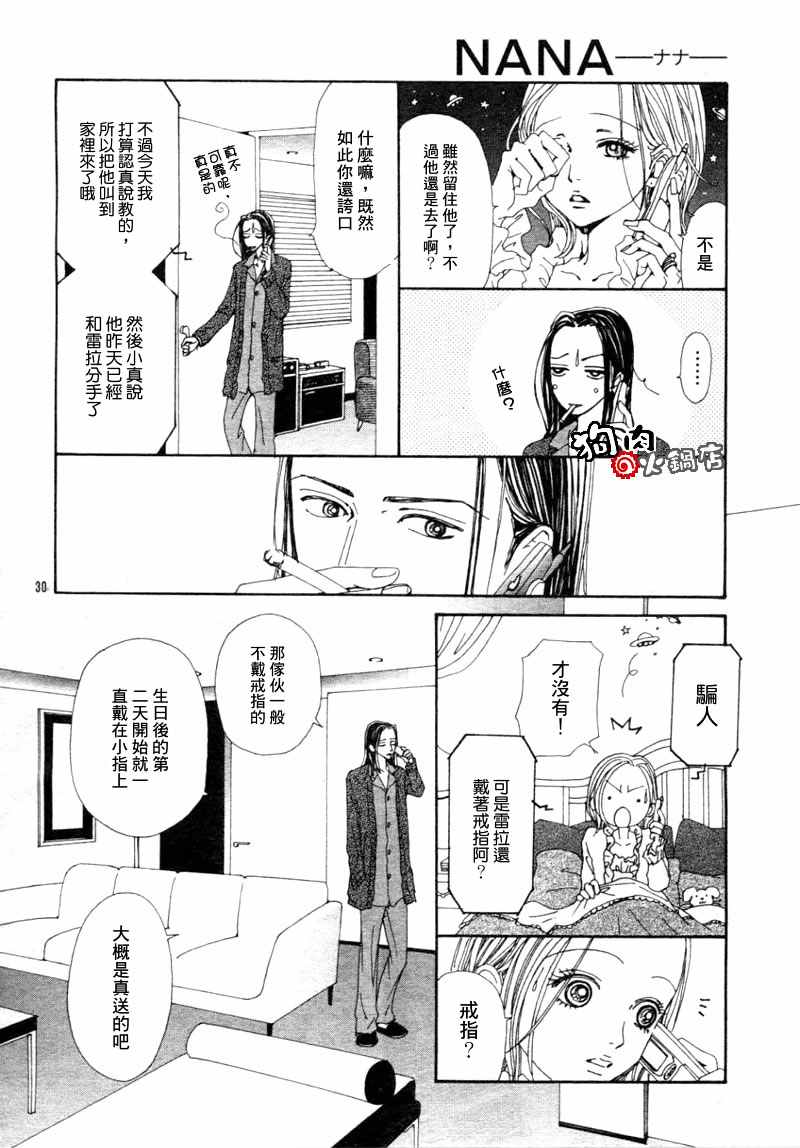 NANA——ナナ——
雖然留住他了，不
過他還是去了啊？
不是
什麼嘛，既然
如此你還誇口
真不
可靠呢，
真是的
不過今天我
打算認真說教的，
所以把他叫到
家裡來了哦
然後小真說
他昨天已經
和雷拉分手了
……
什麼？
狗肉
火鍋店
30
騙人
才沒有！
可是雷拉還
戴著戒指阿？
戒指？
那傢伙一般
不戴戒指的
生日後的第
二天開始就一
直戴在小指上
大概是真送的吧